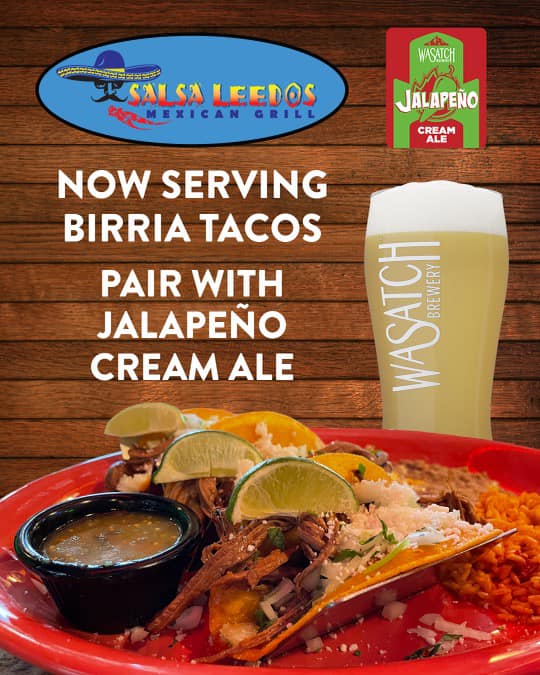 SALSA LEEDOS
MEXICAN GRILL
WASATCH
BREWERY
JALAPEÑO
CREAM
ALE
NOW SERVING
BIRRIA TACOS
PAIR WITH
JALAPEÑO
CREAM ALE
WASATCH
BREWERY